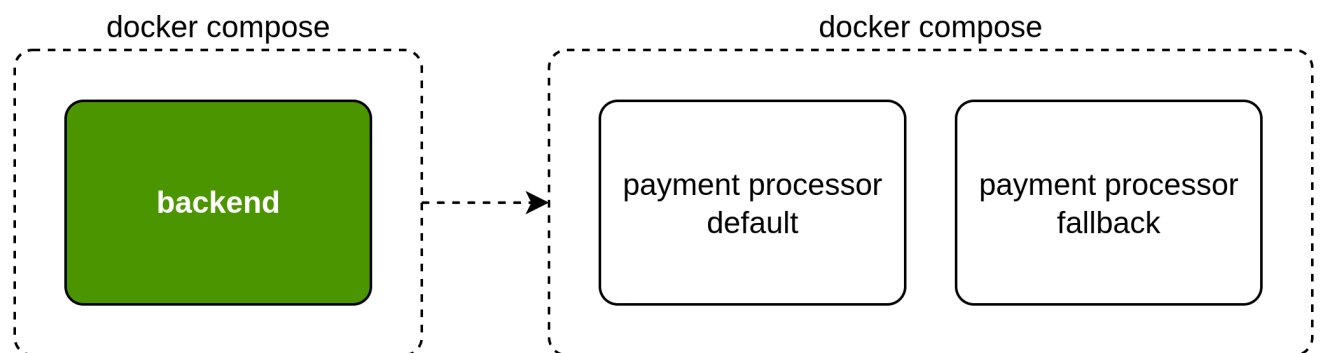 docker compose
docker compose
backend
payment processor
default
payment processor
fallback